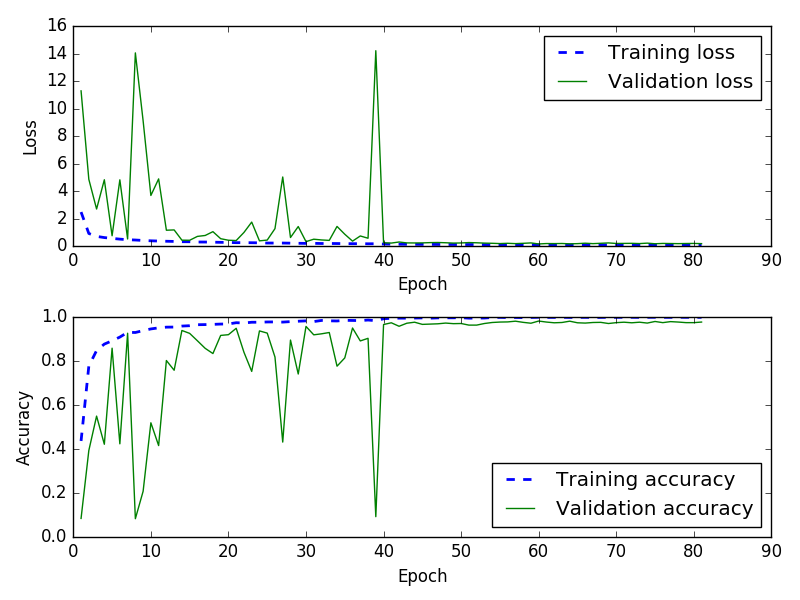 16
14
12
10
8
6
4
2
0
Loss
Training loss
Validation loss
0 10 20 30 40 50 60 70 80 90
Epoch
1.0
0.8
0.6
0.4
0.2
0.0
Accuracy
Training accuracy
Validation accuracy
0 10 20 30 40 50 60 70 80 90
Epoch